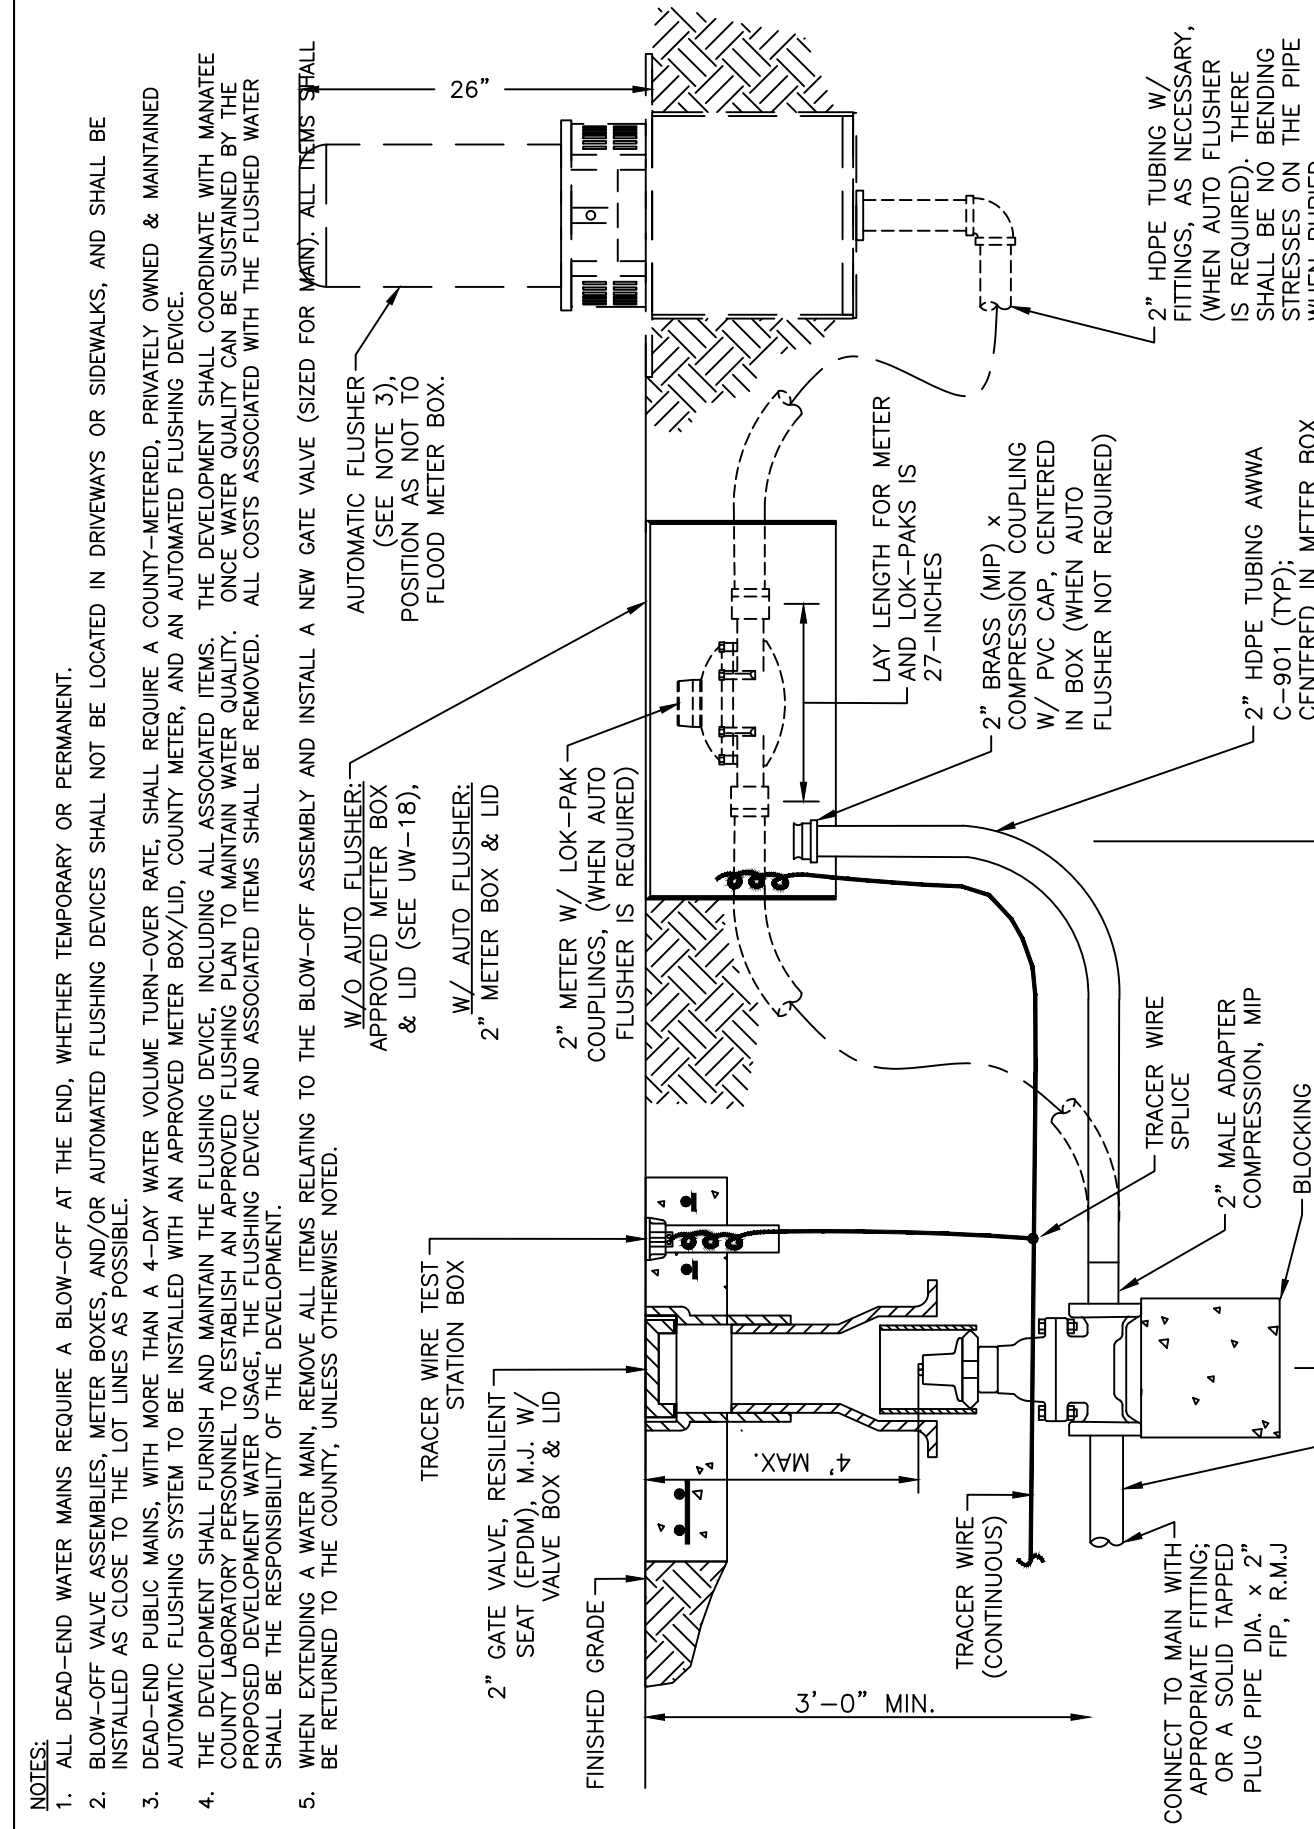 NOTES:
1. ALL DEAD-END WATER MAINS REQUIRE A BLOW-OFF AT THE END, WHETHER TEMPORARY OR PERMANENT.
2. BLOW-OFF VALVE ASSEMBLIES, METER BOXES, AND/OR AUTOMATED FLUSHING DEVICES SHALL NOT BE LOCATED IN DRIVEWAYS OR SIDEWALKS, AND SHALL BE
INSTALLED AS CLOSE TO THE LOT LINES AS POSSIBLE.
3. DEAD-END PUBLIC MAINS, WITH MORE THAN A 4-DAY WATER VOLUME TURN-OVER RATE, SHALL REQUIRE A COUNTY-METERED, PRIVATELY OWNED & MAINTAINED
AUTOMATIC FLUSHING SYSTEM TO BE INSTALLED WITH AN APPROVED METER BOX/LID, COUNTY METER, AND AN AUTOMATED FLUSHING DEVICE.
4. THE DEVELOPMENT SHALL FURNISH AND MAINTAIN THE FLUSHING DEVICE, INCLUDING ALL ASSOCIATED ITEMS. THE DEVELOPMENT SHALL COORDINATE WITH MANATEE
COUNTY LABORATORY PERSONNEL TO ESTABLISH AN APPROVED FLUSHING PLAN TO MAINTAIN WATER QUALITY. ONCE WATER QUALITY CAN BE SUSTAINED BY THE
PROPOSED DEVELOPMENT WATER USAGE, THE FLUSHING DEVICE AND ASSOCIATED ITEMS SHALL BE REMOVED. ALL COSTS ASSOCIATED WITH THE FLUSHED WATER
SHALL BE THE RESPONSIBILITY OF THE DEVELOPMENT.
5. WHEN EXTENDING A WATER MAIN, REMOVE ALL ITEMS RELATING TO THE BLOW-OFF ASSEMBLY AND INSTALL A NEW GATE VALVE (SIZED FOR MAIN). ALL ITEMS SHALL
BE RETURNED TO THE COUNTY, UNLESS OTHERWISE NOTED.
26"
AUTOMATIC FLUSHER
(SEE NOTE 3),
POSITION AS NOT TO
FLOOD METER BOX.
W/O AUTO FLUSHER:
APPROVED METER BOX
& LID (SEE UW-18),
W/ AUTO FLUSHER:
2" METER BOX & LID
2" METER W/ LOK-PAK
COUPLINGS, (WHEN AUTO
FLUSHER IS REQUIRED)
TRACER WIRE TEST
STATION BOX
2" GATE VALVE, RESILIENT
SEAT (EPDM), M.J. W/
VALVE BOX & LID
FINISHED GRADE
4' MAX.
3'-0" MIN.
TRACER WIRE
(CONTINUOUS)
CONNECT TO MAIN WITH
APPROPRIATE FITTING;
OR A SOLID TAPPED
PLUG PIPE DIA. x 2"
FIP, R.M.J
LAY LENGTH FOR METER
AND LOK-PAKS IS
27-INCHES
2" BRASS (MIP) x
COMPRESSION COUPLING
W/ PVC CAP, CENTERED
IN BOX (WHEN AUTO
FLUSHER NOT REQUIRED)
2" HDPE TUBING W/
FITTINGS, AS NECESSARY,
(WHEN AUTO FLUSHER
IS REQUIRED). THERE
SHALL BE NO BENDING
STRESSES ON THE PIPE
WHEN BURIED
2" HDPE TUBING AWWA
C-901 (TYP);
CENTERED IN METER BOX
TRACER WIRE
SPLICE
2" MALE ADAPTER
COMPRESSION, MIP
BLOCKING